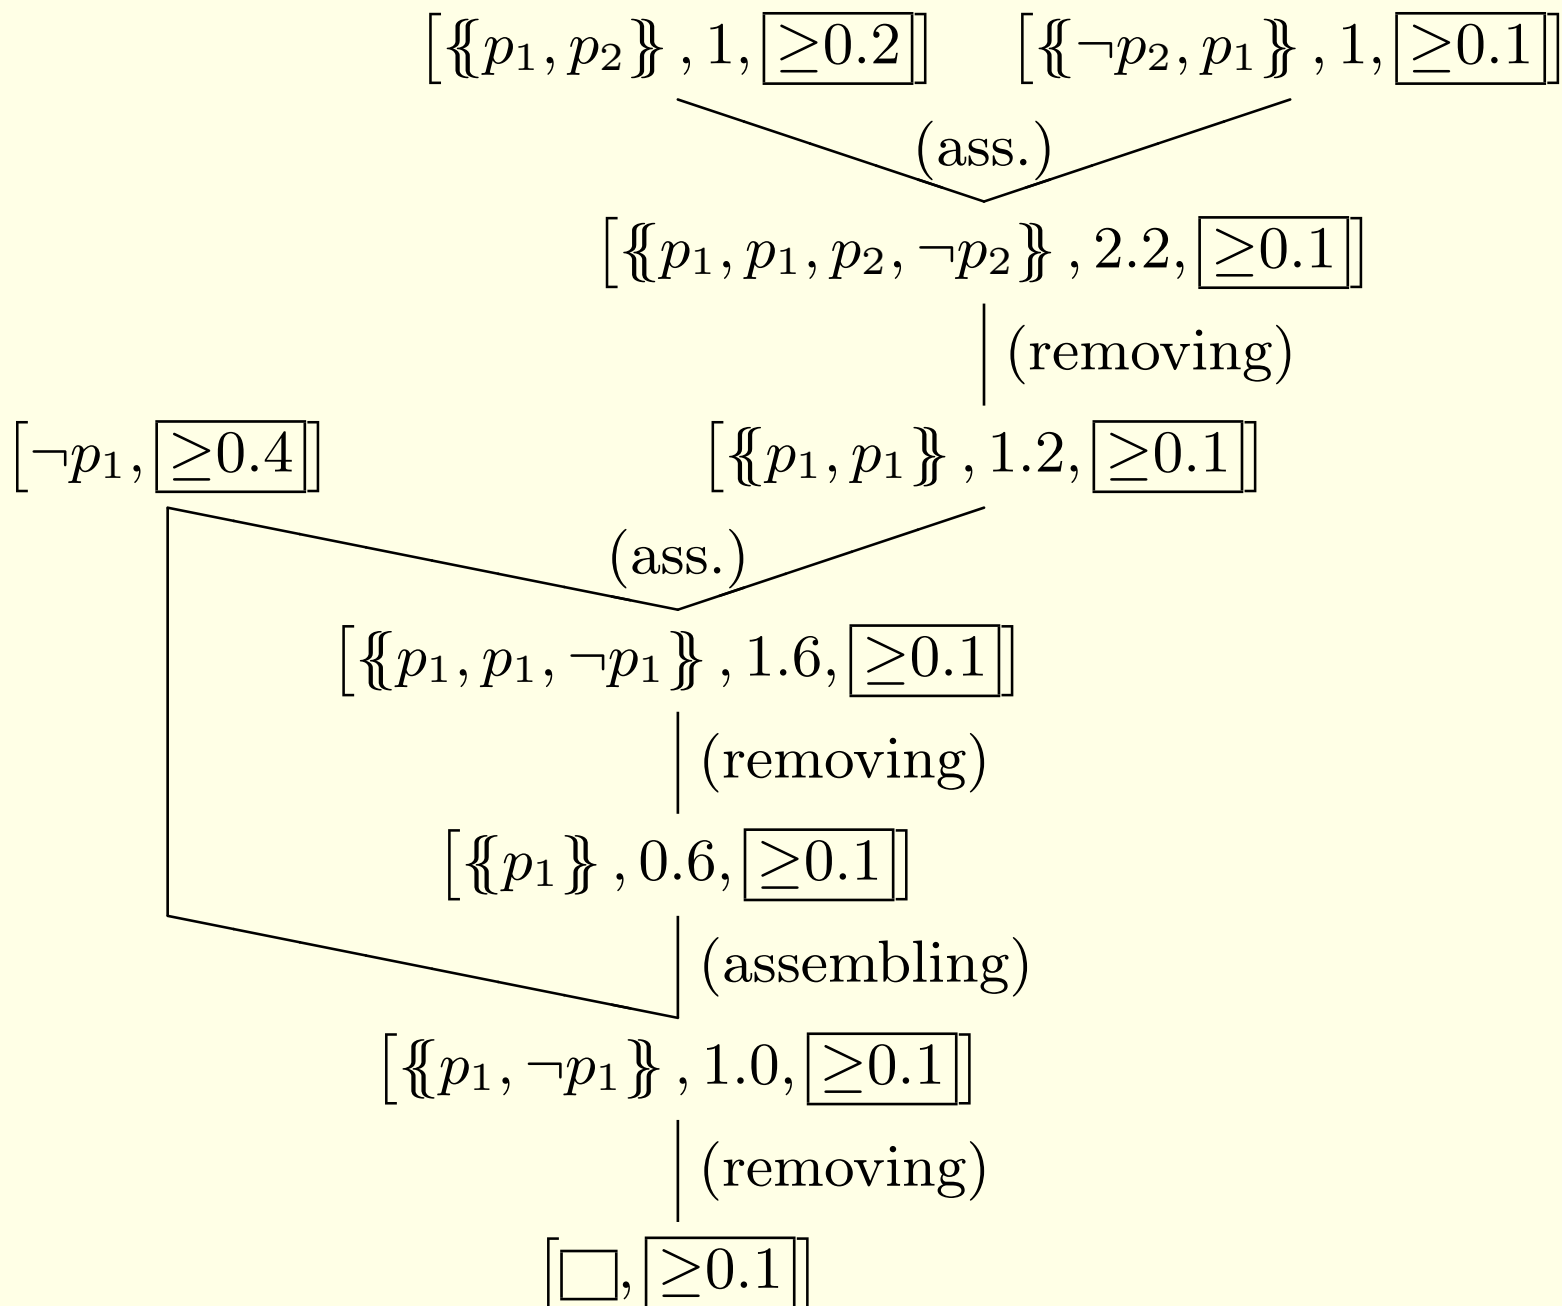 [⦃p₁, p₂⦄, 1, ≥0.2] [⦃¬p₂, p₁⦄, 1, ≥0.1]
(ass.)
[⦃p₁, p₁, p₂, ¬p₂⦄, 2.2, ≥0.1]
(removing)
[¬p₁, ≥0.4] [⦃p₁, p₁⦄, 1.2, ≥0.1]
(ass.)
[⦃p₁, p₁, ¬p₁⦄, 1.6, ≥0.1]
(removing)
[⦃p₁⦄, 0.6, ≥0.1]
(assembling)
[⦃p₁, ¬p₁⦄, 1.0, ≥0.1]
(removing)
[□, ≥0.1]